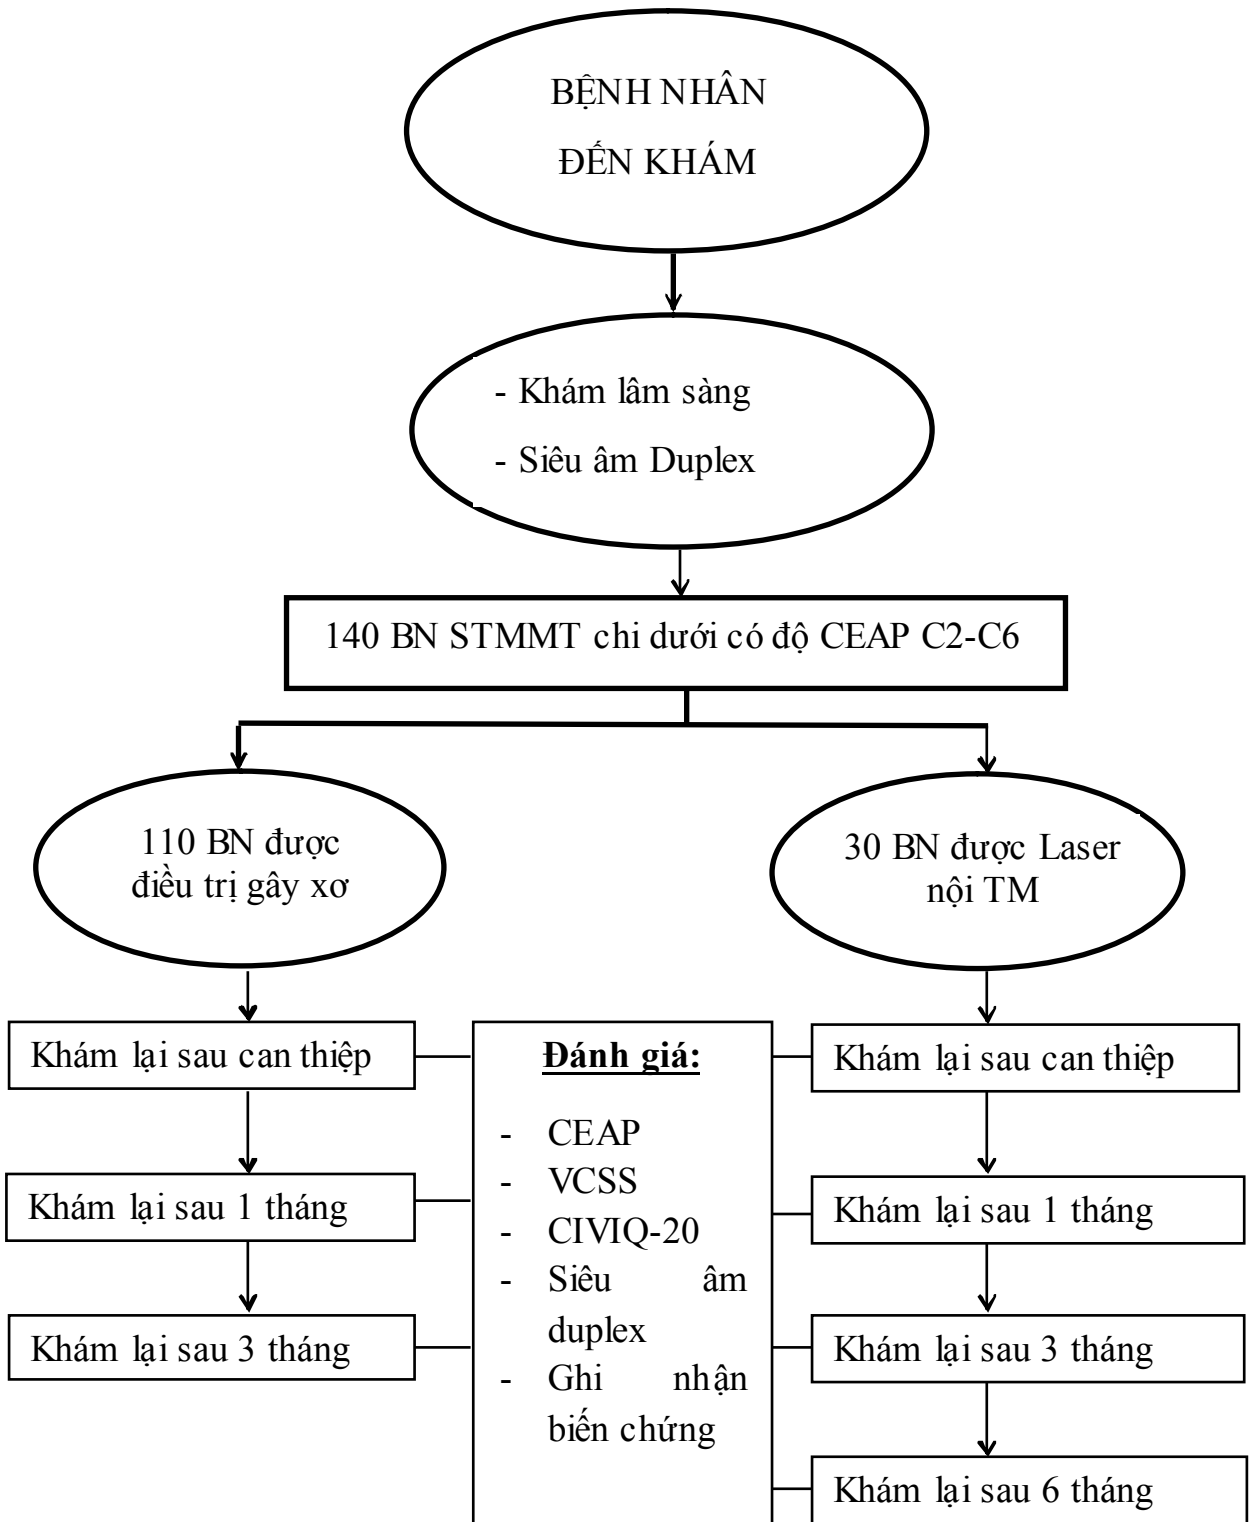 BỆNH NHÂN
ĐẾN KHÁM
- Khám lâm sàng
- Siêu âm Duplex
140 BN STMMT chi dưới có độ CEAP C2-C6
110 BN được
điều trị gây xơ
30 BN được Laser
nội TM
Khám lại sau can thiệp
Khám lại sau 1 tháng
Khám lại sau 3 tháng
Đánh giá:
- CEAP
- VCSS
- CIVIQ-20
- Siêu âm
duplex
- Ghi nhận
biến chứng
Khám lại sau can thiệp
Khám lại sau 1 tháng
Khám lại sau 3 tháng
Khám lại sau 6 tháng